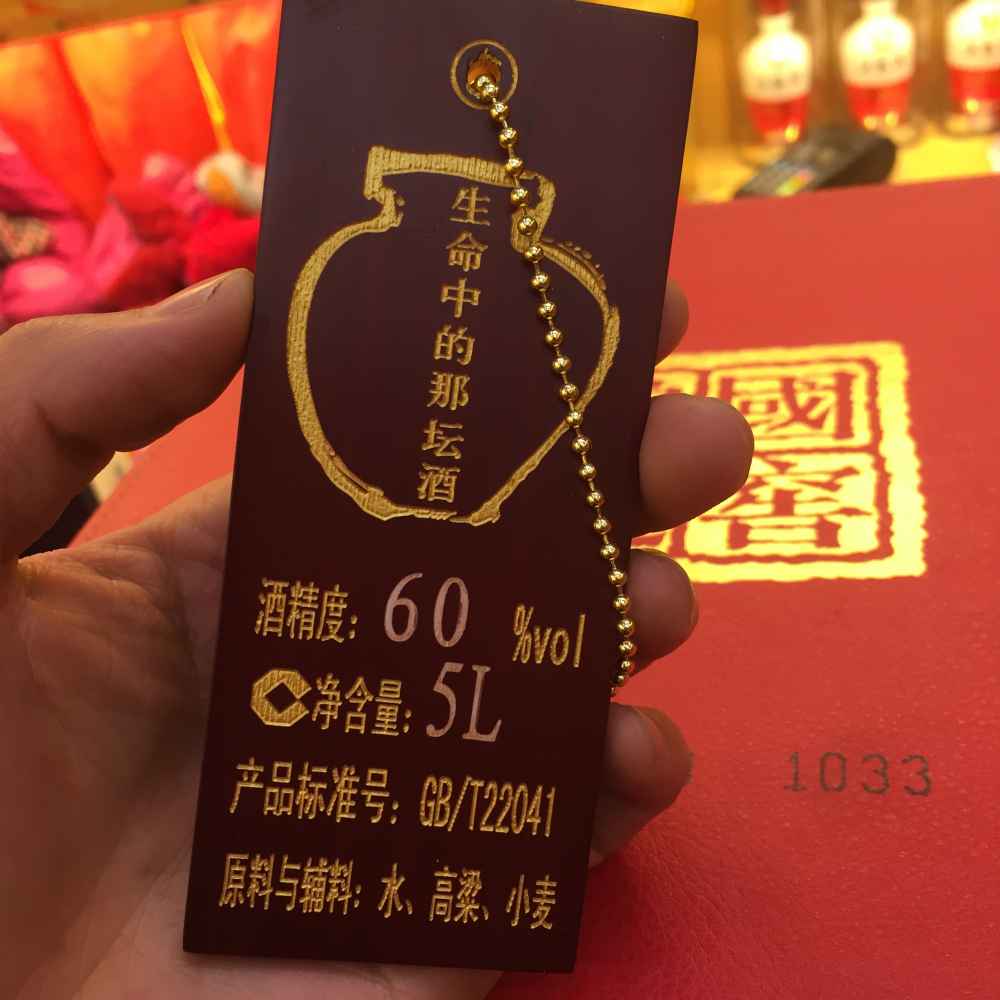 生命中的那坛酒
酒精度: 60 %vol
净含量: 5L
产品标准号: GB/T22041
原料与辅料: 水、高粱、小麦
國
1033